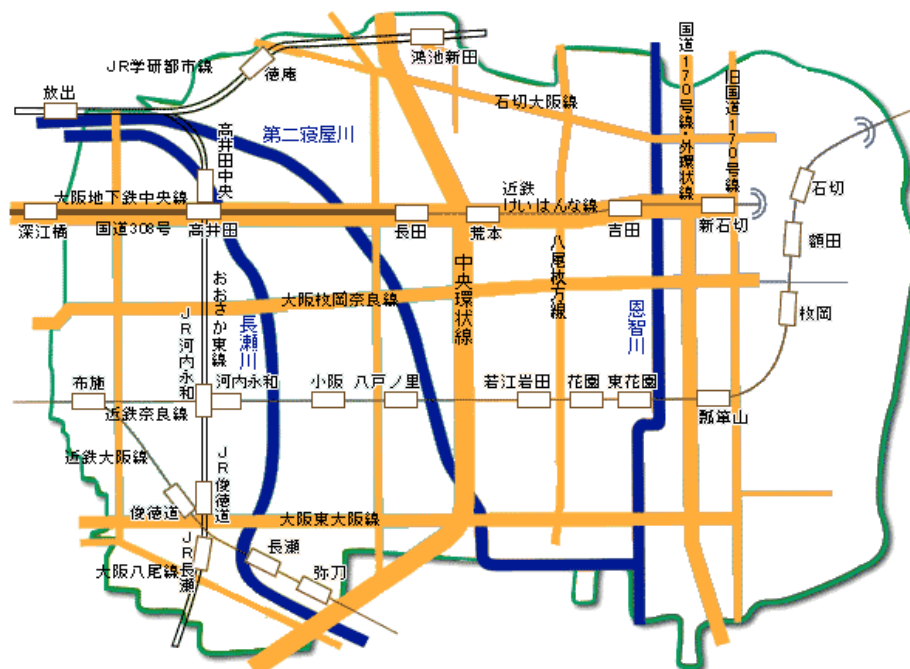 鴻池新田
JR学研都市線
徳庵
放出
石切大阪線
国道170号線・外環状線
旧国道170号線
第二寝屋川
高井田中央
大阪地下鉄中央線
近鉄
けいはんな線
石切
深江橋
国道308号
高井田
長田
荒本
吉田
新石切
額田
八尾枚方線
中央環状線
おおさか東線
大阪枚岡奈良線
恩智川
枚岡
JR河内永和
長瀬川
布施
河内永和
小阪
八戸ノ里
若江岩田
花園
東花園
近鉄奈良線
瓢箪山
近鉄大阪線
JR俊徳道
俊徳道
大阪東大阪線
JR長瀬
長瀬
大阪八尾線
弥刀